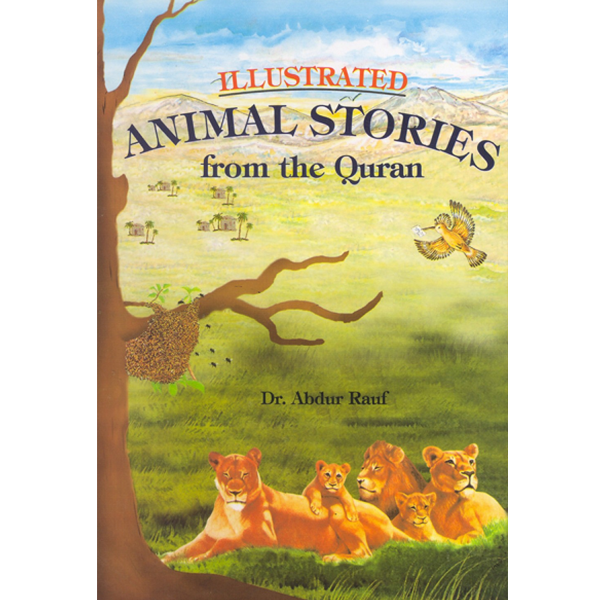 ILLUSTRATED
ANIMAL STORIES
from the Quran
Dr. Abdur Rauf